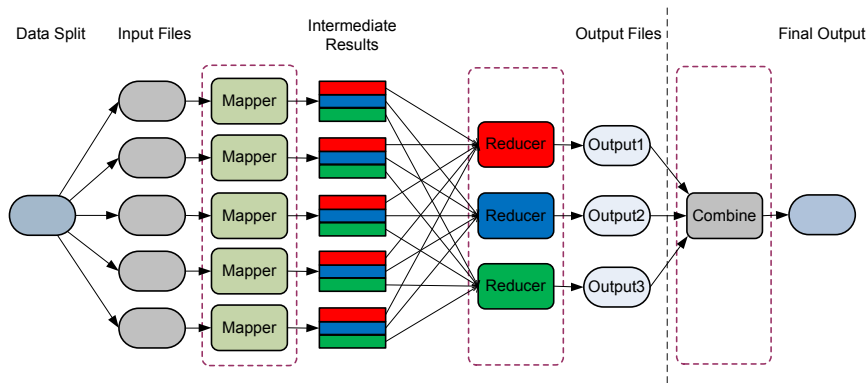 Data Split
Input Files
Intermediate
Results
Output Files
Final Output
Mapper
Mapper
Mapper
Mapper
Mapper
Reducer
Reducer
Reducer
Output1
Output2
Output3
Combine